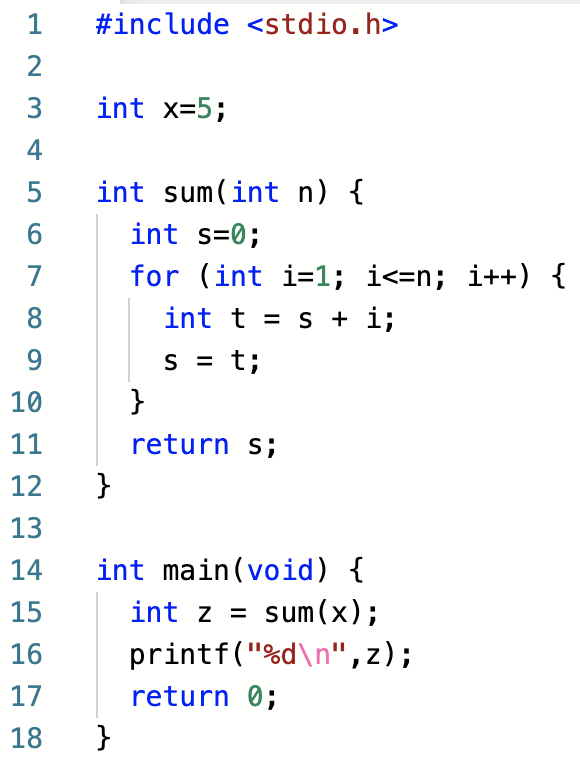 1 #include <stdio.h>
2
3 int x=5;
4
5 int sum(int n) {
6   int s=0;
7   for (int i=1; i<=n; i++) {
8     int t = s + i;
9     s = t;
10   }
11   return s;
12 }
13
14 int main(void) {
15   int z = sum(x);
16   printf("%d\n",z);
17   return 0;
18 }